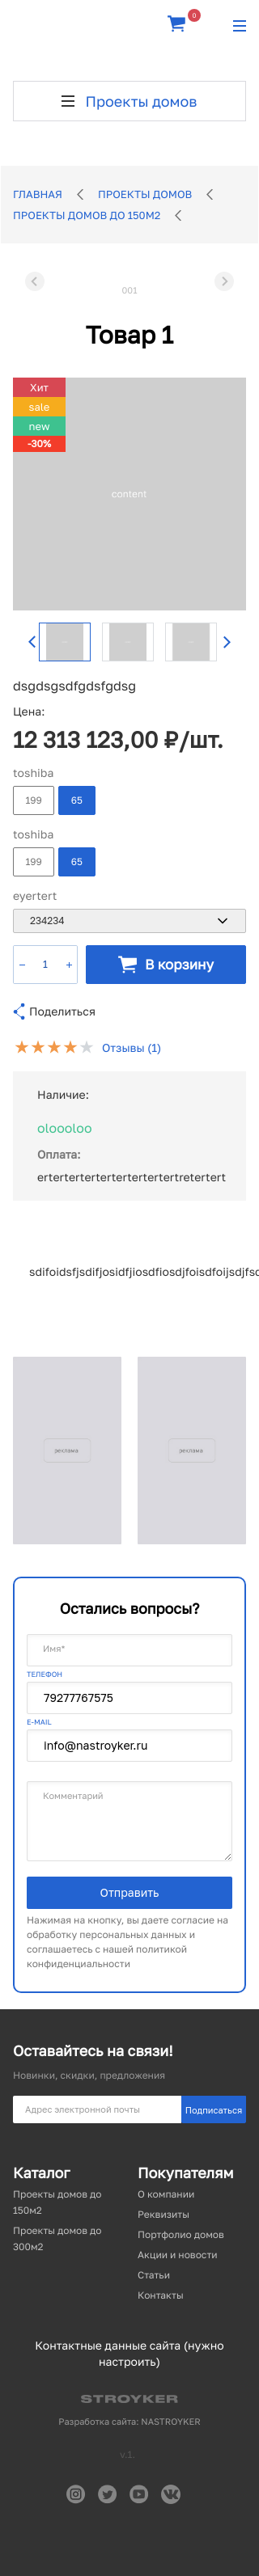 0
Проекты домов
ГЛАВНАЯ
ПРОЕКТЫ ДОМОВ
ПРОЕКТЫ ДОМОВ ДО 150М2
001
Товар 1
Хит
sale
new
-30%
content
dsgdsgsdfgdsfgdsg
Цена:
12 313 123,00 ₽/шт.
toshiba
199 65
toshiba
199 65
eyertert
234234
− 1 +
В корзину
Поделиться
Отзывы (1)
Наличие:
oloooloo
Оплата:
erterterterterterterterterterterterterterterterterterterterterterterterterterterterterterterterterterterterterterterterterterterterterterterterterterterterterterterterterterterterterterterterterterterterterterterterterterterterterterterterterterterterterterterterterterterterterterterterterterterterterterterterterter
sdifoidsfjsdifjosidfjiosdfiosdjfoisdfoijsdjfsd
реклама
реклама
Остались вопросы?
Имя*
ТЕЛЕФОН
79277767575
E-MAIL
info@nastroyker.ru
Комментарий
Отправить
Нажимая на кнопку, вы даете согласие на
обработку персональных данных и
соглашаетесь с нашей политикой
конфиденциальности
Оставайтесь на связи!
Новинки, скидки, предложения
Адрес электронной почты
Подписаться
Каталог
Проекты домов до
150м2
Проекты домов до
300м2
Покупателям
О компании
Реквизиты
Портфолио домов
Акции и новости
Статьи
Контакты
Контактные данные сайта (нужно
настроить)
STROYKER
Разработка сайта: NASTROYKER
v.1.